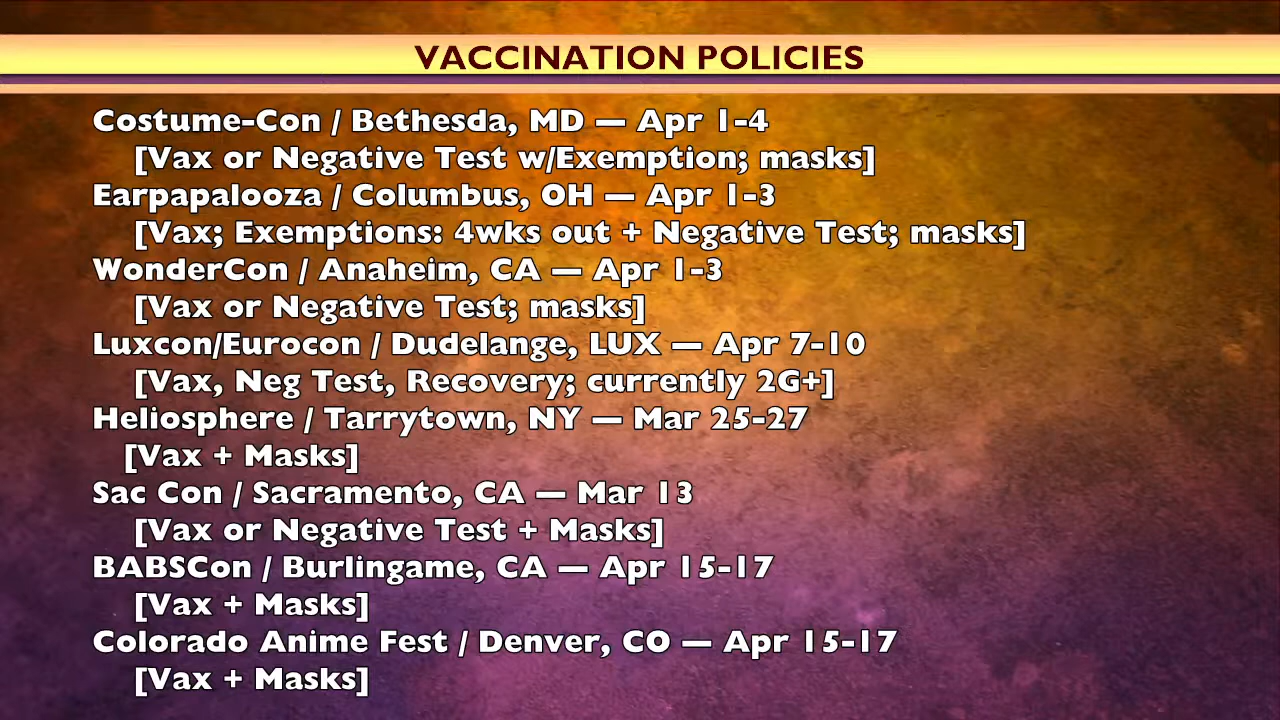 VACCINATION POLICIES
Costume-Con / Bethesda, MD — Apr 1-4
[Vax or Negative Test w/Exemption; masks]
Earpapalooza / Columbus, OH — Apr 1-3
[Vax; Exemptions: 4wks out + Negative Test; masks]
WonderCon / Anaheim, CA — Apr 1-3
[Vax or Negative Test; masks]
Luxcon/Eurocon / Dudelange, LUX — Apr 7-10
[Vax, Neg Test, Recovery; currently 2G+]
Heliosphere / Tarrytown, NY — Mar 25-27
[Vax + Masks]
Sac Con / Sacramento, CA — Mar 13
[Vax or Negative Test + Masks]
BABSCon / Burlingame, CA — Apr 15-17
[Vax + Masks]
Colorado Anime Fest / Denver, CO — Apr 15-17
[Vax + Masks]